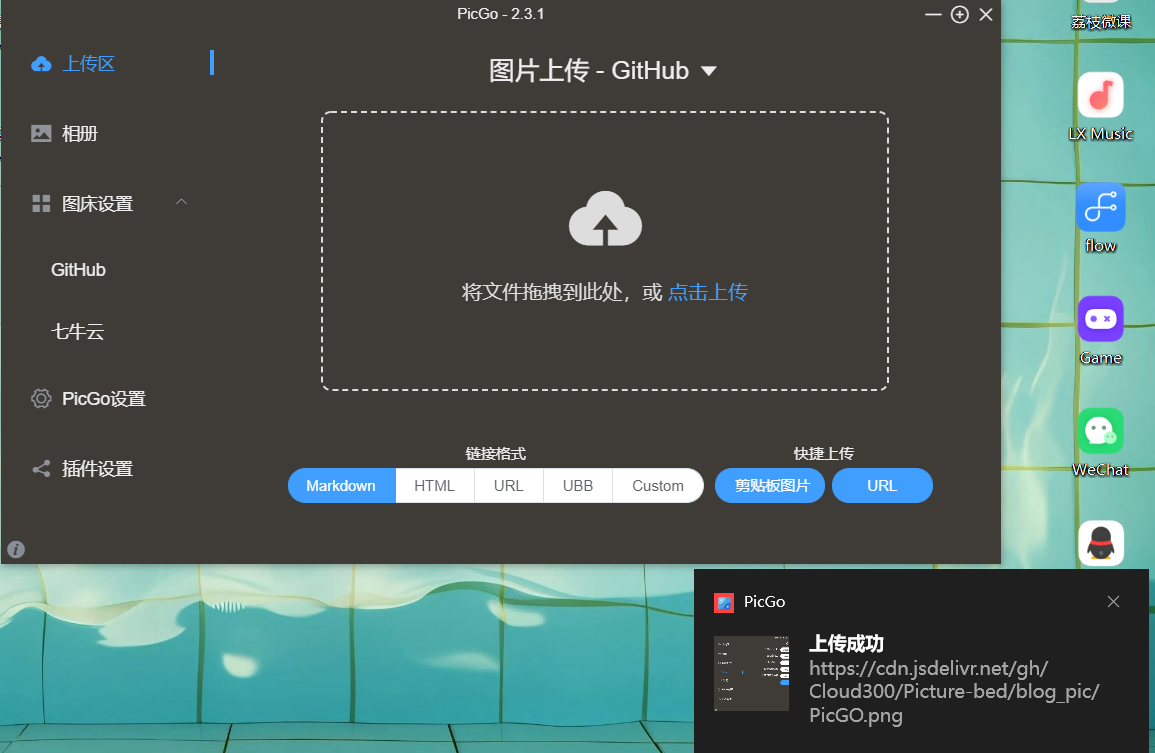 PicGo - 2.3.1
上传区
相册
图床设置
GitHub
七牛云
PicGo设置
插件设置
图片上传 - GitHub
将文件拖拽到此处，或 点击上传
链接格式
Markdown
HTML
URL
UBB
Custom
快捷上传
剪贴板图片
URL
荔枝微课
LX Music
flow
Game
WeChat
PicGo
上传成功
https://cdn.jsdelivr.net/gh/
Cloud300/Picture-bed/blog_pic/
PicGO.png